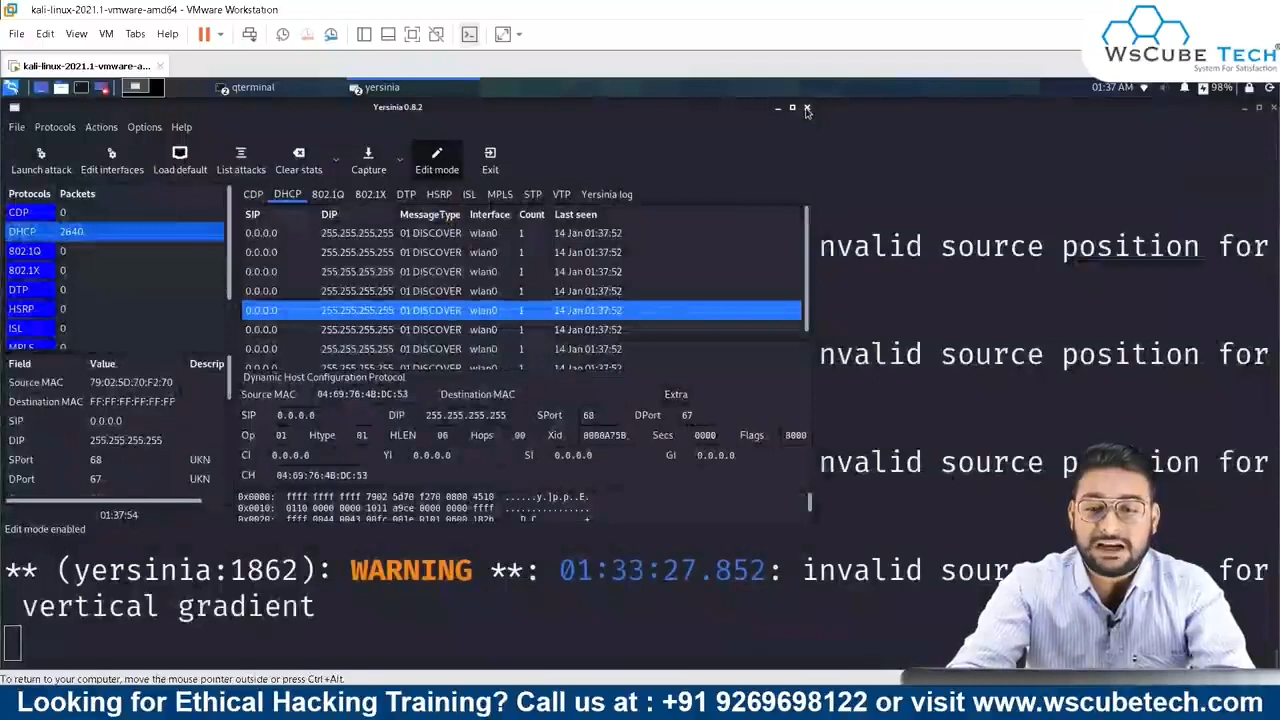 kali-linux-2021.1-vmware-amd64 - VMware Workstation
File Edit View VM Tabs Help
WsCube Tech
System For Satisfaction
kali-linux-2021.1-vmware-a...
qterminal yersinia 01:37 AM 98%
Yersinia 0.8.2
File Protocols Actions Options Help
Launch attack Edit interfaces Load default List attacks Clear stats Capture Edit mode Exit
Protocols Packets
CDP 0
DHCP 2640
802.1Q 0
802.1X 0
DTP 0
HSRP 0
ISL 0
MPLS 0
CDP DHCP 802.1Q 802.1X DTP HSRP ISL MPLS STP VTP Yersinia log
SIP DIP MessageType Interface Count Last seen
0.0.0.0 255.255.255.255 01 DISCOVER wlan0 1 14 Jan 01:37:52
0.0.0.0 255.255.255.255 01 DISCOVER wlan0 1 14 Jan 01:37:52
0.0.0.0 255.255.255.255 01 DISCOVER wlan0 1 14 Jan 01:37:52
0.0.0.0 255.255.255.255 01 DISCOVER wlan0 1 14 Jan 01:37:52
0.0.0.0 255.255.255.255 01 DISCOVER wlan0 1 14 Jan 01:37:52
0.0.0.0 255.255.255.255 01 DISCOVER wlan0 1 14 Jan 01:37:52
0.0.0.0 255.255.255.255 01 DISCOVER wlan0 1 14 Jan 01:37:52
Field Value Descrip
Source MAC 79:02:5D:70:F2:70
Destination MAC FF:FF:FF:FF:FF:FF
SIP 0.0.0.0
DIP 255.255.255.255
SPort 68 UKN
DPort 67 UKN
Dynamic Host Configuration Protocol
Source MAC 04:69:76:4B:DC:53 Destination MAC Extra
SIP 0.0.0.0 DIP 255.255.255.255 SPort 68 DPort 67
Op 01 Htype 01 HLEN 06 Hops 00 Xid 0000A75B Secs 0000 Flags 8000
CI 0.0.0.0 YI 0.0.0.0 SI 0.0.0.0 GI 0.0.0.0
CH 04:69:76:4B:DC:53
0x0000: ffff ffff ffff 7902 5d70 f270 0800 4510 ......y.]p.p..E.
0x0010: 0110 0000 0000 1011 a9ce 0000 0000 ffff ................
01:37:54
Edit mode enabled
nvalid source position for
nvalid source position for
nvalid source position for
** (yersinia:1862): WARNING **: 01:33:27.852: invalid for
vertical gradient
To return to your computer, move the mouse pointer outside or press Ctrl+Alt.
Looking for Ethical Hacking Training? Call us at : +91 9269698122 or visit www.wscubetech.com